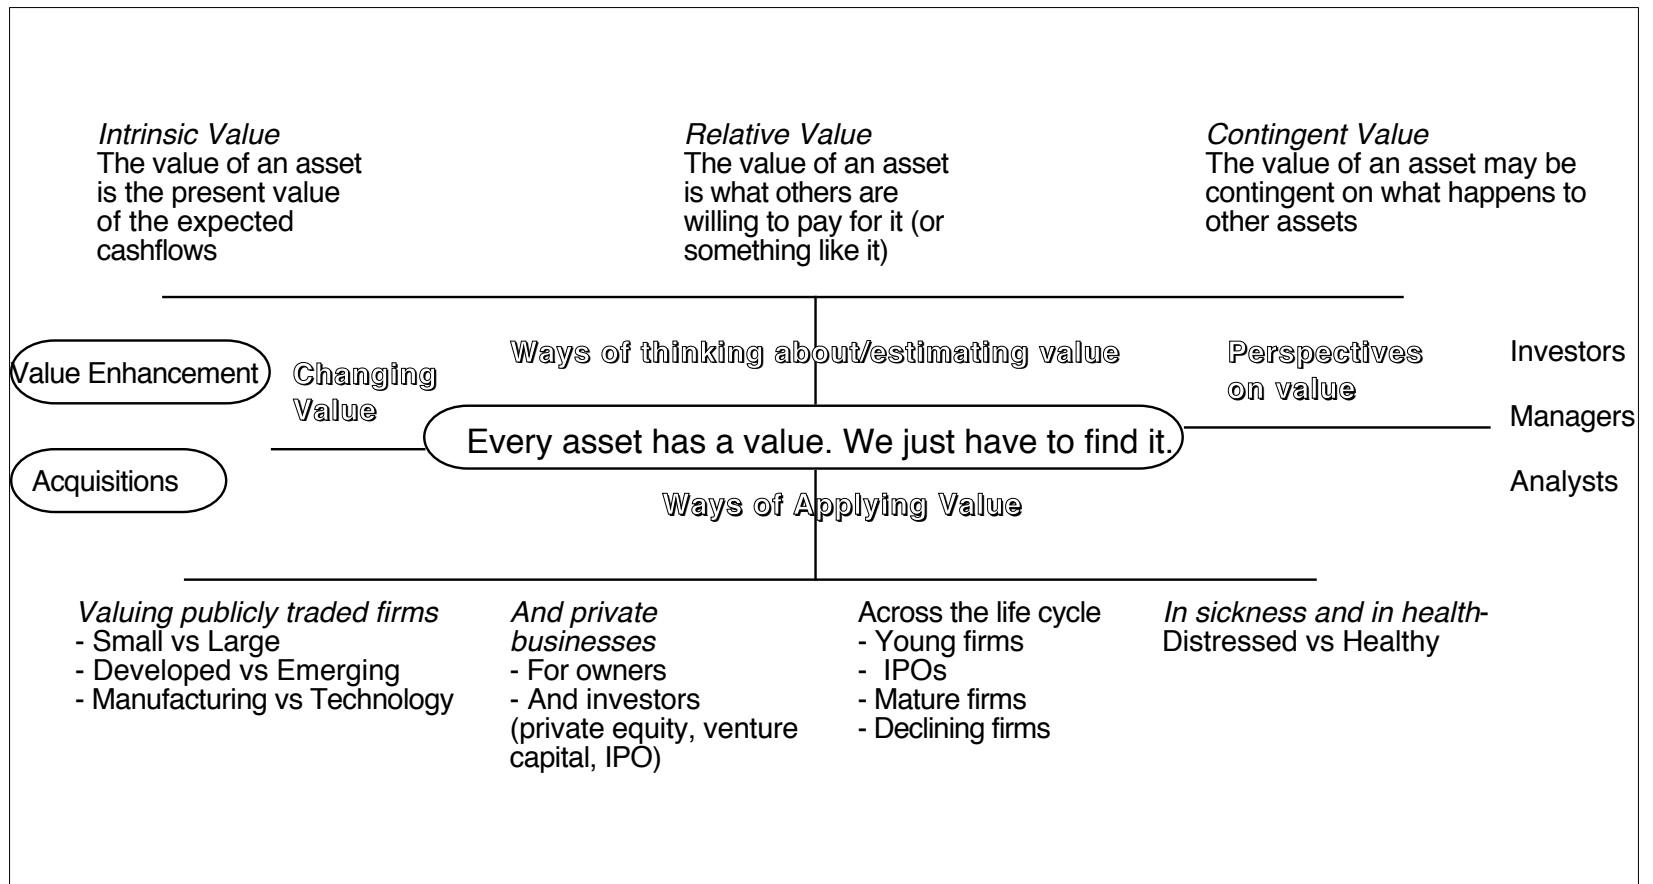 Intrinsic Value
The value of an asset
is the present value
of the expected
cashflows
Relative Value
The value of an asset
is what others are
willing to pay for it (or
something like it)
Contingent Value
The value of an asset may be
contingent on what happens to
other assets
Value Enhancement
Acquisitions
Changing
Value
Ways of thinking about/estimating value
Perspectives
on value
Investors
Managers
Analysts
Every asset has a value. We just have to find it.
Ways of Applying Value
Valuing publicly traded firms
- Small vs Large
- Developed vs Emerging
- Manufacturing vs Technology
And private
businesses
- For owners
- And investors
(private equity, venture
capital, IPO)
Across the life cycle
- Young firms
- IPOs
- Mature firms
- Declining firms
In sickness and in health-
Distressed vs Healthy